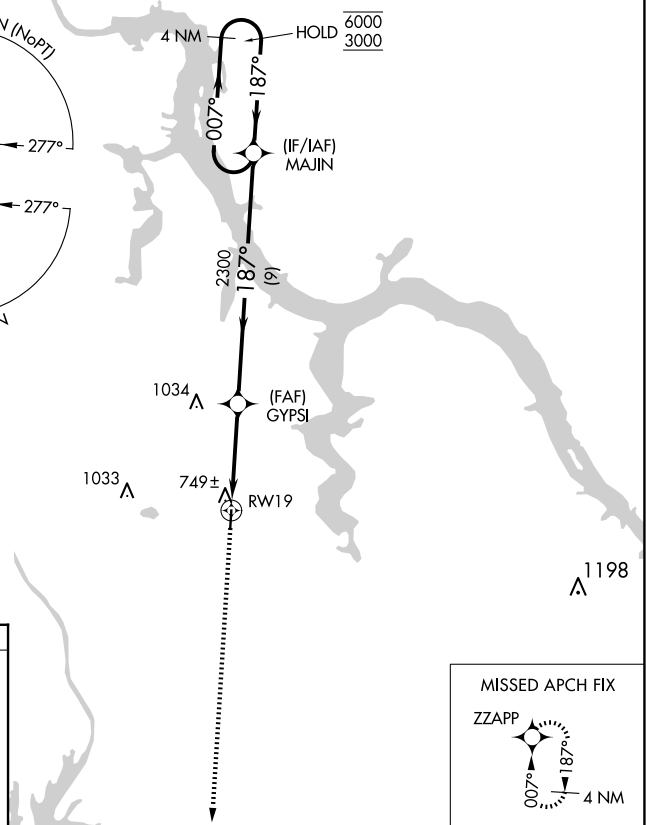 N (NoPT)
277°
277°
4 NM
HOLD
6000
3000
007°
187°
(IF/IAF)
MAJIN
2300
187°
(9)
1034
(FAF)
GYPSI
1033
749±
RW19
1198
MISSED APCH FIX
ZZAPP
007°
187°
4 NM